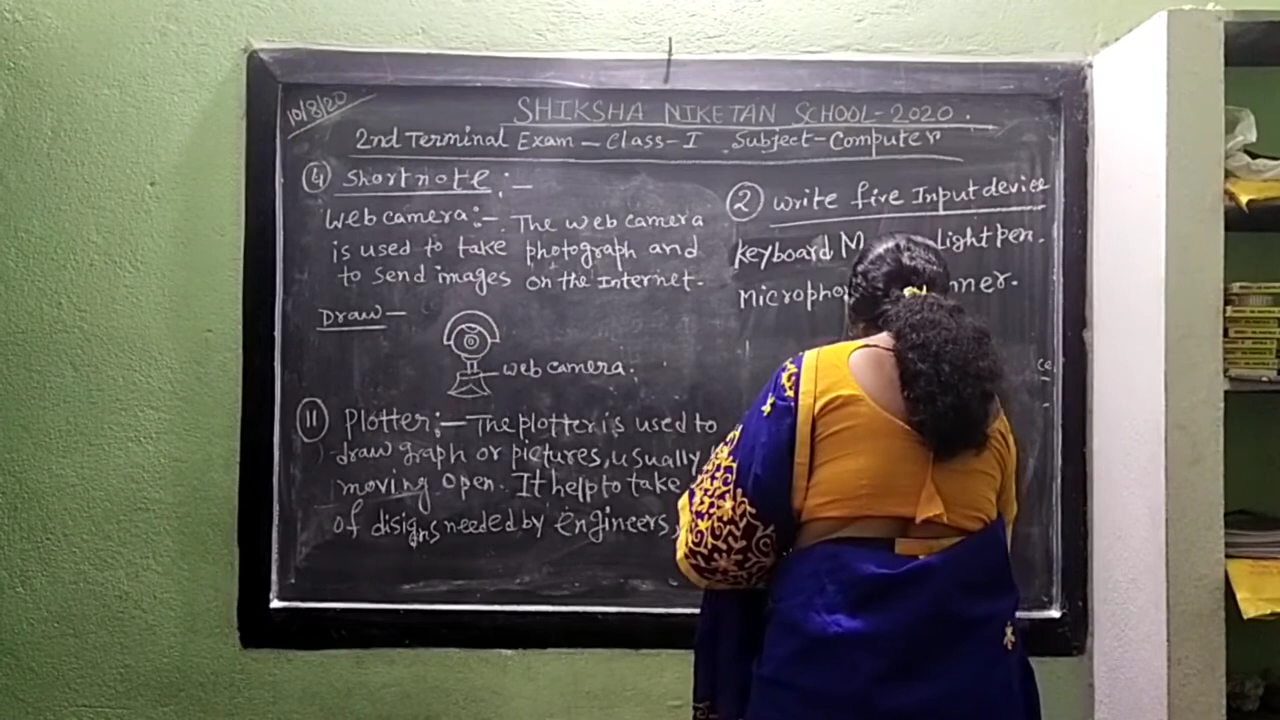 10/8/20
SHIKSHA NIKETAN SCHOOL-2020.
2nd Terminal Exam - Class-I Subject-Computer
④ Short note:-
Web camera:- The web camera
is used to take photograph and
to send images on the Internet.
Draw-
web camera.
⑪ Plotter:- The plotter is used to
draw graph or pictures, usually
moving open. It help to take
of disigns needed by engineers,
② write five Input device
Keyboard M Light pen.
Microphon nner.